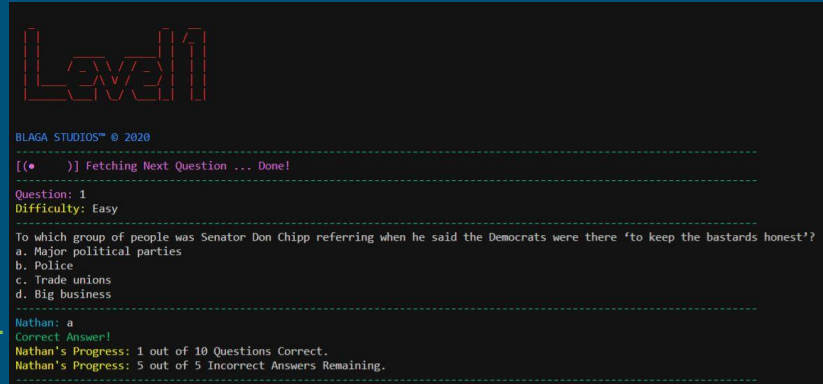 Level 1
BLAGA STUDIOS™ © 2020
[(●     )] Fetching Next Question ... Done!
Question: 1
Difficulty: Easy
To which group of people was Senator Don Chipp referring when he said the Democrats were there ‘to keep the bastards honest’?
a. Major political parties
b. Police
c. Trade unions
d. Big business
Nathan: a
Correct Answer!
Nathan's Progress: 1 out of 10 Questions Correct.
Nathan's Progress: 5 out of 5 Incorrect Answers Remaining.